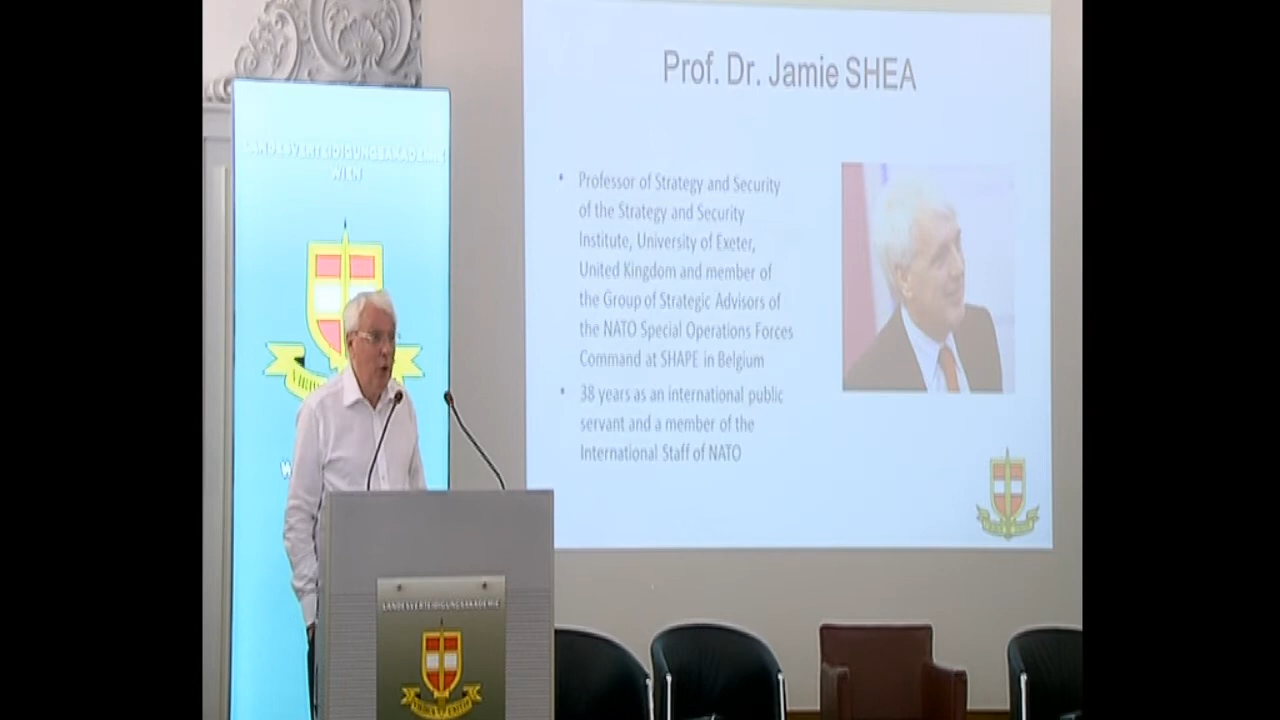 Prof. Dr. Jamie SHEA
LANDESVERTEIDIGUNGSAKADEMIE
WIEN
• Professor of Strategy and Security
of the Strategy and Security
Institute, University of Exeter,
United Kingdom and member of
the Group of Strategic Advisors of
the NATO Special Operations Forces
Command at SHAPE in Belgium
• 38 years as an international public
servant and a member of the
International Staff of NATO
LANDESVERTEIDIGUNGSAKADEMIE